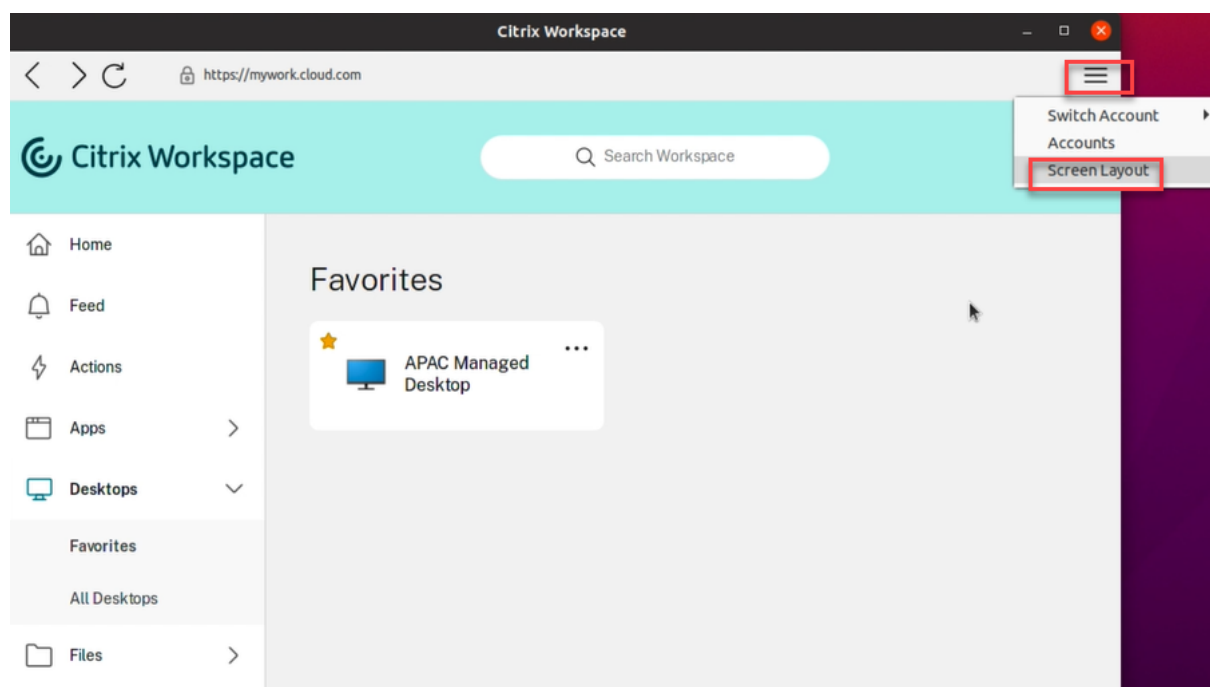 Citrix Workspace
https://mywork.cloud.com
Switch Account
Accounts
Screen Layout
Citrix Workspace
Search Workspace
Home
Feed
Actions
Apps
Desktops
Favorites
All Desktops
Files
Favorites
APAC Managed
Desktop